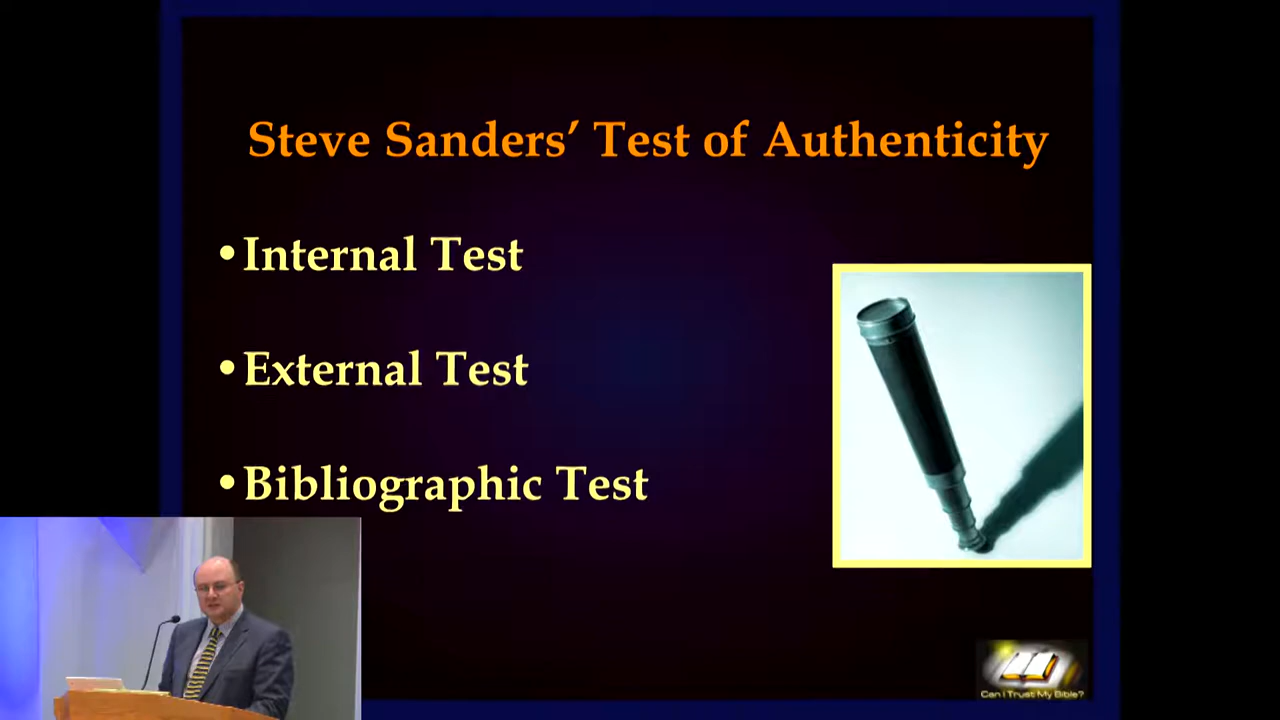 Steve Sanders’ Test of Authenticity
•Internal Test
•External Test
•Bibliographic Test
Can i Trust My Bible?